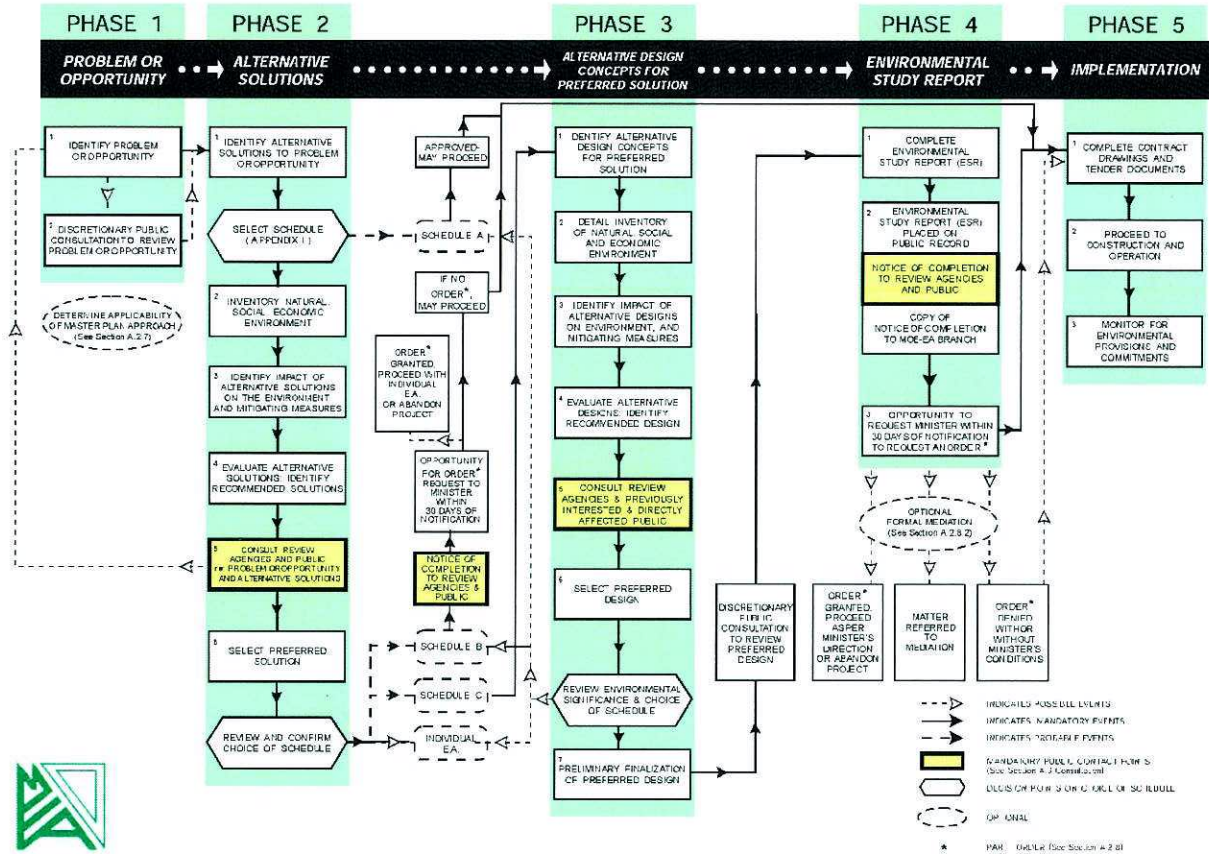 PHASE 1
PHASE 2
PHASE 3
PHASE 4
PHASE 5
PROBLEM OR
OPPORTUNITY
ALTERNATIVE
SOLUTIONS
ALTERNATIVE DESIGN
CONCEPTS FOR
PREFERRED SOLUTION
ENVIRONMENTAL
STUDY REPORT
IMPLEMENTATION
1
IDENTIFY PROBLEM
OR OPPORTUNITY
2
DISCRETIONARY PUBLIC
CONSULTATION TO REVIEW
PROBLEM OR OPPORTUNITY
DETERMINE APPLICABILITY
OF MASTER PLAN APPROACH
(See Section A.2.7)
1
IDENTIFY ALTERNATIVE
SOLUTIONS TO PROBLEM
OR OPPORTUNITY
SELECT SCHEDULE
(APPENDIX I)
2
INVENTORY NATURAL,
SOCIAL, ECONOMIC
ENVIRONMENT
3
IDENTIFY IMPACT OF
ALTERNATIVE SOLUTIONS
ON THE ENVIRONMENT
AND MITIGATING MEASURES
4
EVALUATE ALTERNATIVE
SOLUTIONS: IDENTIFY
RECOMMENDED SOLUTIONS
5
CONSULT REVIEW
AGENCIES AND PUBLIC
re: PROBLEM OR OPPORTUNITY
AND ALTERNATIVE SOLUTIONS
6
SELECT PREFERRED
SOLUTION
REVIEW AND CONFIRM
CHOICE OF SCHEDULE
APPROVED-
MAY PROCEED
SCHEDULE A
IF NO
ORDER*,
MAY PROCEED
ORDER*
GRANTED,
PROCEED WITH
INDIVIDUAL
E.A.
OR ABANDON
PROJECT
OPPORTUNITY
FOR ORDER*
REQUEST TO
MINISTER
WITHIN
30 DAYS OF
NOTIFICATION
NOTICE OF
COMPLETION
TO REVIEW
AGENCIES &
PUBLIC
SCHEDULE B
SCHEDULE C
INDIVIDUAL
E.A.
1
DENTIFY ALTERNATIVE
DESIGN CONCEPTS
FOR PREFERRED
SOLUTION
2
DETAIL INVENTORY
OF NATURAL, SOCIAL
AND ECONOMIC
ENVIRONMENT
3
IDENTIFY IMPACT OF
ALTERNATIVE DESIGNS
ON ENVIRONMENT, AND
MITIGATING MEASURES
4
EVALUATE ALTERNATIVE
DESIGNS: IDENTIFY
RECOMMENDED DESIGN
5
CONSULT REVIEW
AGENCIES & PREVIOUSLY
INTERESTED & DIRECTLY
AFFECTED PUBLIC
6
SELECT PREFERRED
DESIGN
REVIEW ENVIRONMENTAL
SIGNIFICANCE & CHOICE
OF SCHEDULE
7
PRELIMINARY FINALIZATION
OF PREFERRED DESIGN
DISCRETIONARY
PUBLIC
CONSULTATION
TO REVIEW
PREFERRED
DESIGN
1
COMPLETE
ENVIRONMENTAL
STUDY REPORT (ESR)
2
ENVIRONMENTAL
STUDY REPORT (ESR)
PLACED ON
PUBLIC RECORD
NOTICE OF COMPLETION
TO REVIEW AGENCIES
AND PUBLIC
COPY OF
NOTICE OF COMPLETION
TO MOE-EA BRANCH
3
OPPORTUNITY TO
REQUEST MINISTER WITHIN
30 DAYS OF NOTIFICATION
TO REQUEST AN ORDER*
OPTIONAL
FORMAL MEDIATION
(See Section A.2.8.2)
ORDER*
GRANTED,
PROCEED
AS PER
MINISTER'S
DIRECTION
OR ABANDON
PROJECT
MATTER
REFERRED
TO
MEDIATION
ORDER*
DENIED
WITH OR
WITHOUT
MINISTER'S
CONDITIONS
1
COMPLETE CONTRACT
DRAWINGS AND
TENDER DOCUMENTS
2
PROCEED TO
CONSTRUCTION AND
OPERATION
3
MONITOR FOR
ENVIRONMENTAL
PROVISIONS AND
COMMITMENTS
INDICATES POSSIBLE EVENTS
INDICATES MANDATORY EVENTS
INDICATES PROBABLE EVENTS
MANDATORY PUBLIC CONTACT POINTS
(See Section A.3 Consultation)
DECISION POINTS ON CHOICE OF SCHEDULE
OPTIONAL
* PART ORDER (See Section A.2.8)
MEA